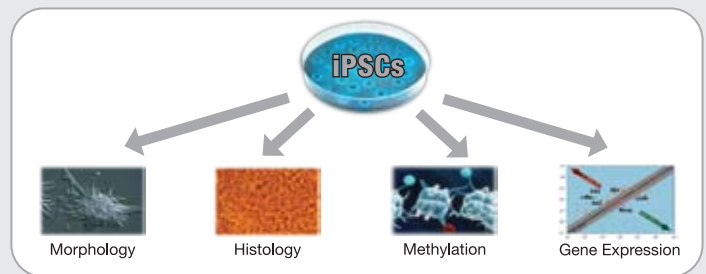 iPSCs
Morphology
Histology
Methylation
Gene Expression